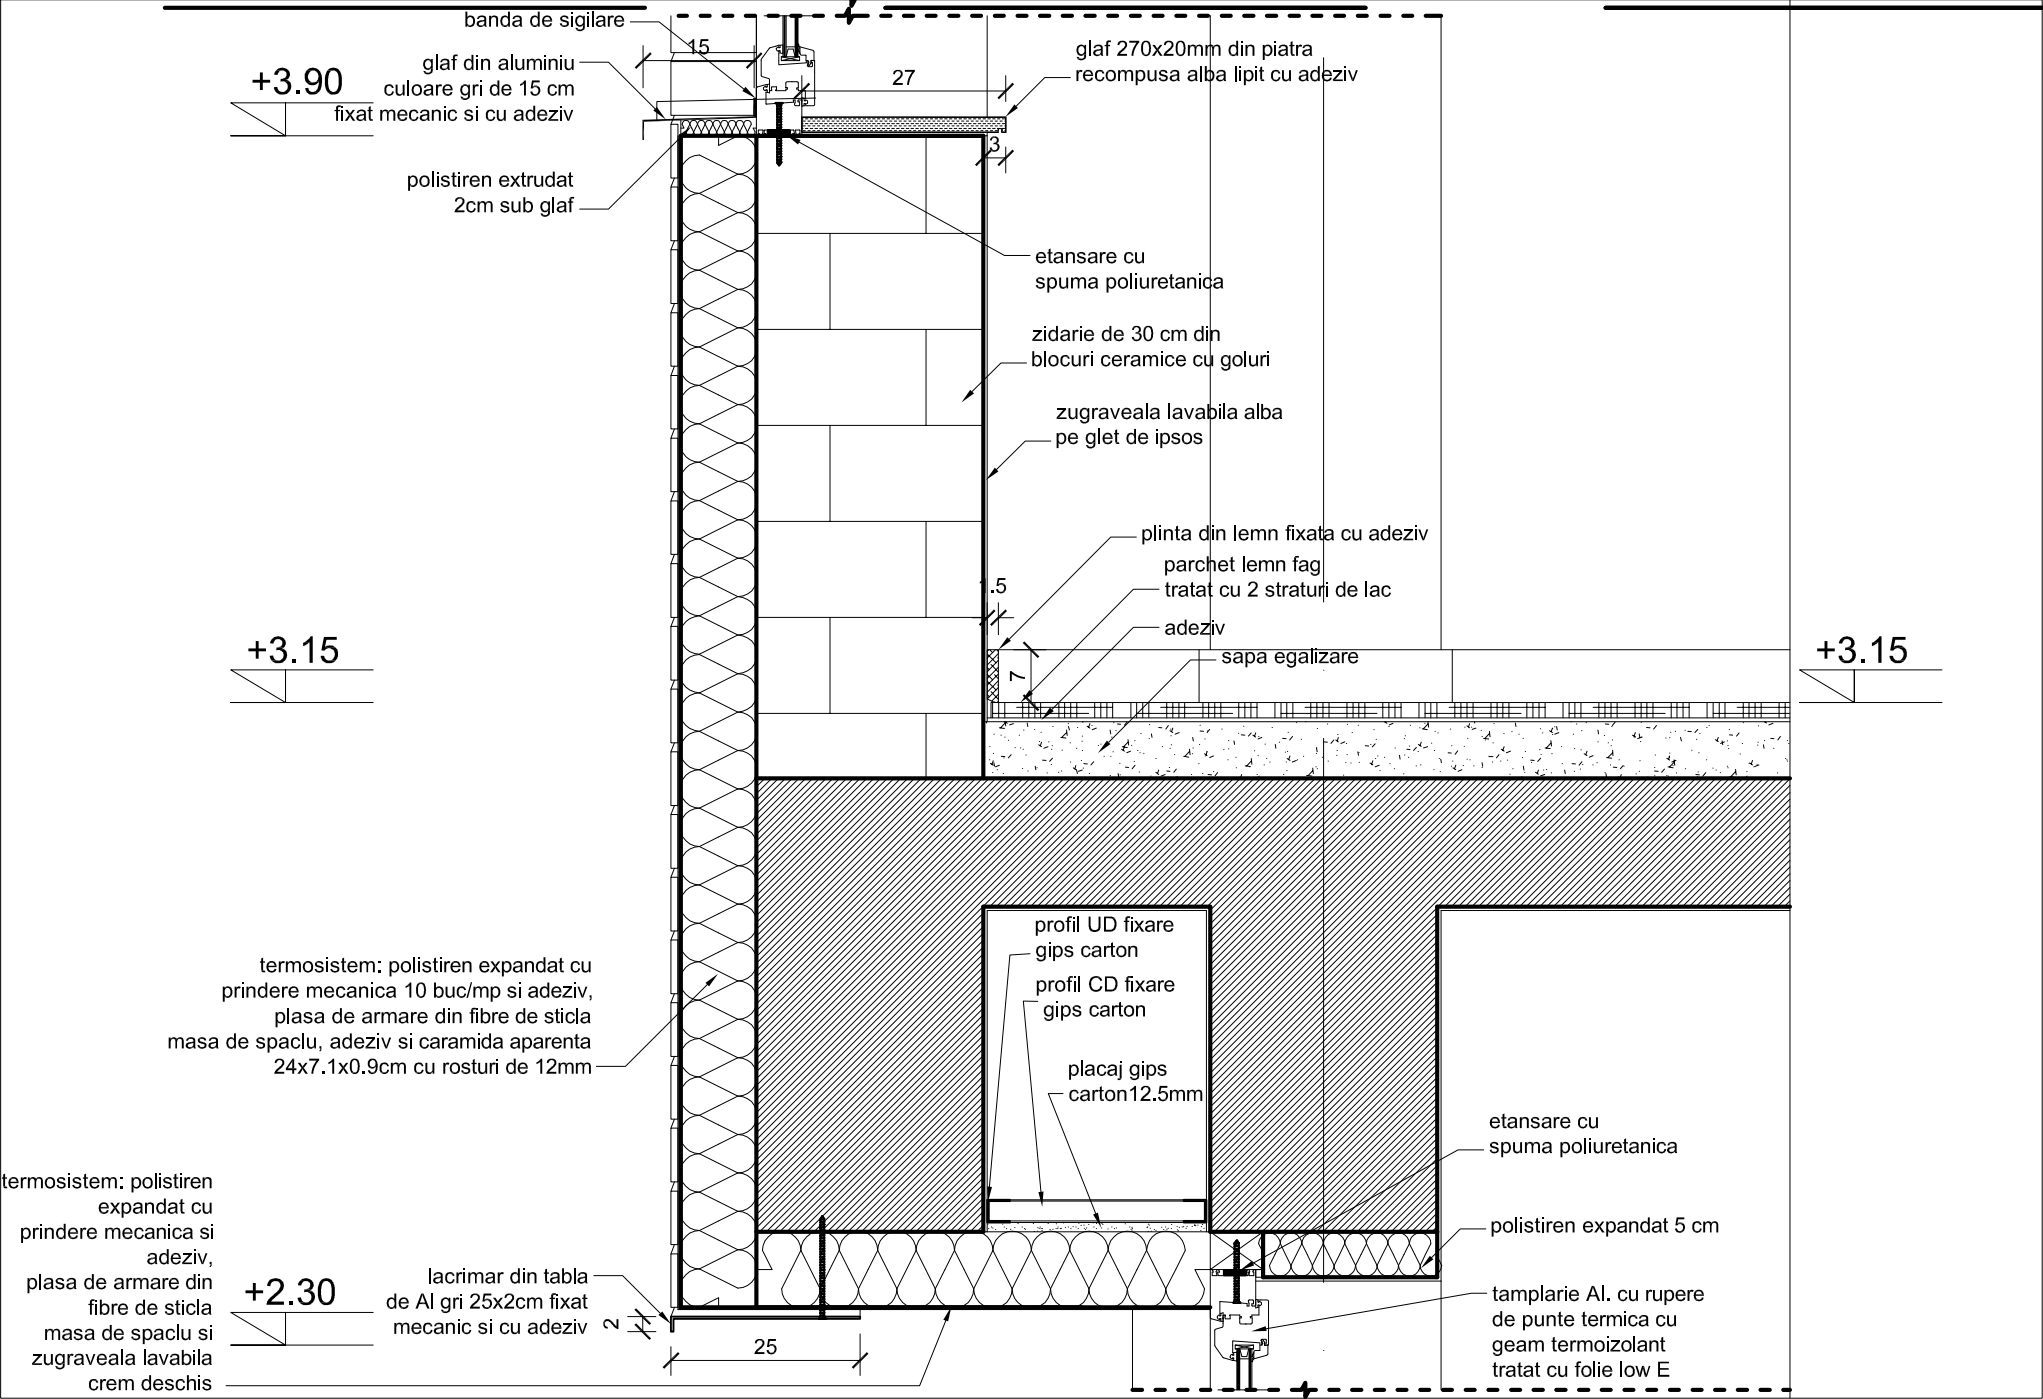 banda de sigilare
15
glaf din aluminiu
culoare gri de 15 cm
fixat mecanic si cu adeziv
+3.90
27
glaf 270x20mm din piatra
recompusa alba lipit cu adeziv
3
polistiren extrudat
2cm sub glaf
etansare cu
spuma poliuretanica
zidarie de 30 cm din
blocuri ceramice cu goluri
zugraveala lavabila alba
pe glet de ipsos
plinta din lemn fixata cu adeziv
parchet lemn fag
tratat cu 2 straturi de lac
1.5
adeziv
sapa egalizare
7
+3.15
+3.15
profil UD fixare
gips carton
profil CD fixare
gips carton
placaj gips
carton12.5mm
termosistem: polistiren expandat cu
prindere mecanica 10 buc/mp si adeziv,
plasa de armare din fibre de sticla
masa de spaclu, adeziv si caramida aparenta
24x7.1x0.9cm cu rosturi de 12mm
etansare cu
spuma poliuretanica
polistiren expandat 5 cm
termosistem: polistiren
expandat cu
prindere mecanica si
adeziv,
plasa de armare din
fibre de sticla
masa de spaclu si
zugraveala lavabila
crem deschis
+2.30
lacrimar din tabla
de Al gri 25x2cm fixat
mecanic si cu adeziv
2
25
tamplarie Al. cu rupere
de punte termica cu
geam termoizolant
tratat cu folie low E